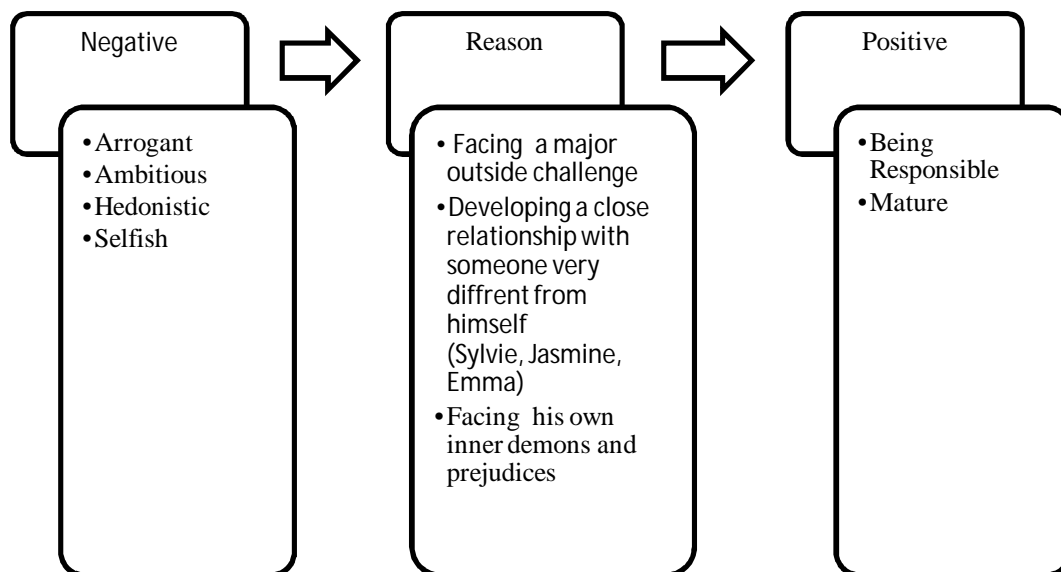 Negative
•Arrogant
•Ambitious
•Hedonistic
•Selfish
Reason
• Facing a major
outside challenge
•Developing a close
relationship with
someone very
diffrent from
himself
(Sylvie, Jasmine,
Emma)
•Facing his own
inner demons and
prejudices
Positive
•Being
Responsible
•Mature